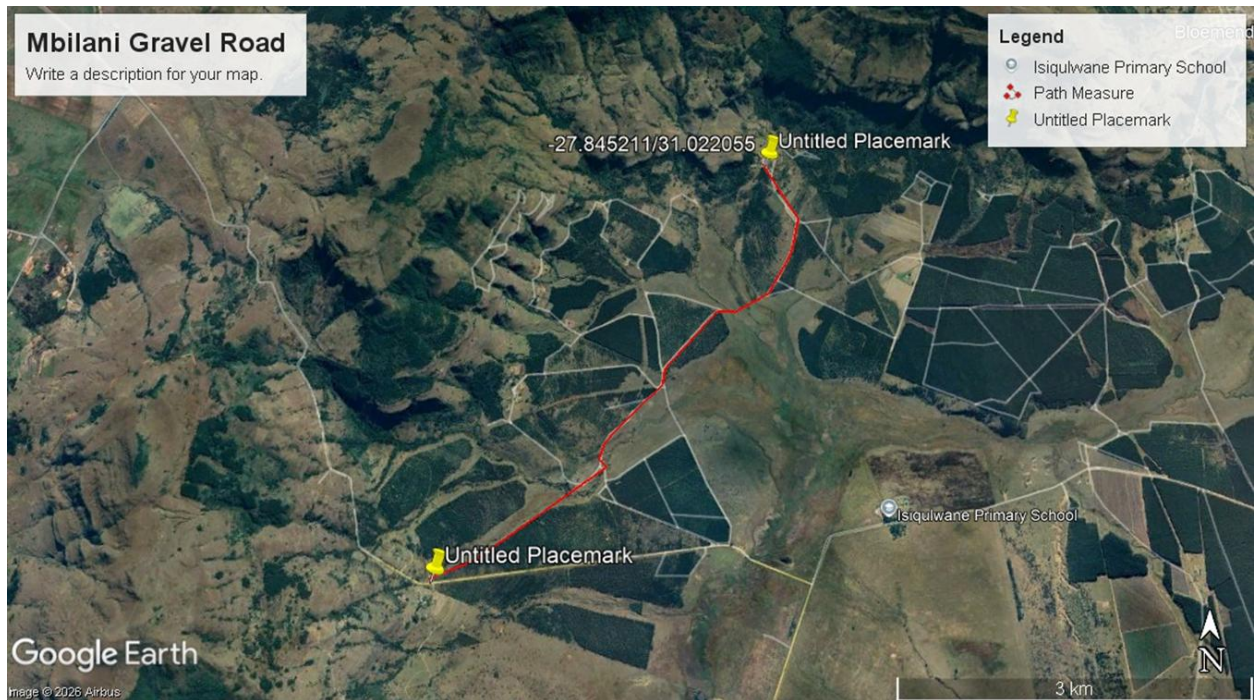 Mbilani Gravel Road
Write a description for your map.
Legend
Isiqulwane Primary School
Path Measure
Untitled Placemark
Bloemend
-27.845211/31.022055
Untitled Placemark
Isiqulwane Primary School
Untitled Placemark
Google Earth
Image © 2026 Airbus
N
3 km